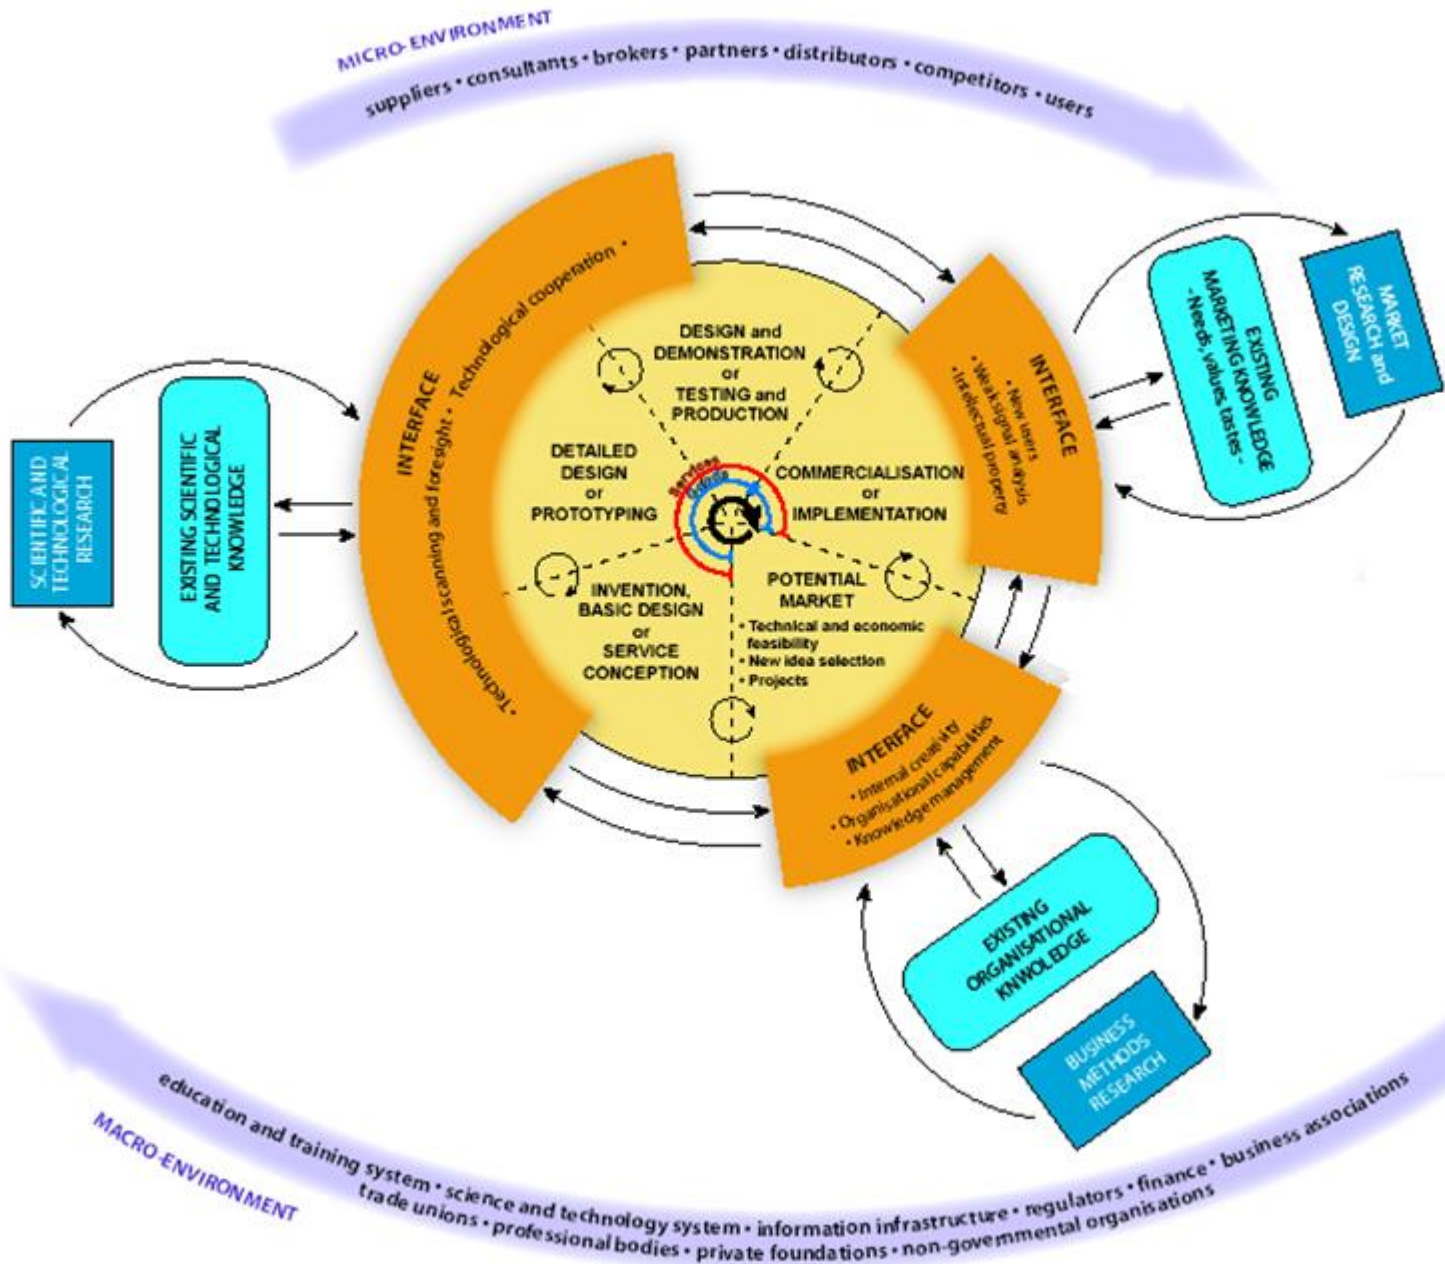 MICRO-ENVIRONMENT
suppliers • consultants • brokers • partners • distributors • competitors • users
INTERFACE
• Technological scanning and foresight • Technological cooperation •
SCIENTIFIC AND
TECHNOLOGICAL
RESEARCH
EXISTING SCIENTIFIC
AND TECHNOLOGICAL
KNOWLEDGE
DESIGN and
DEMONSTRATION
or
TESTING and
PRODUCTION
DETAILED
DESIGN
or
PROTOTYPING
Services
Goods
COMMERCIALISATION
or
IMPLEMENTATION
INVENTION,
BASIC DESIGN
or
SERVICE
CONCEPTION
POTENTIAL
MARKET
• Technical and economic
feasibility
• New idea selection
• Projects
INTERFACE
• New users
• Weak signal analysis
• Intellectual property
EXISTING
MARKETING KNOWLEDGE
- Needs, values, tastes -
MARKET
RESEARCH and
DESIGN
INTERFACE
• Internal creativity
• Organisational capabilities
• Knowledge management
EXISTING
ORGANISATIONAL
KNWOLEDGE
BUSINESS
METHODS
RESEARCH
education and training system • science and technology system • information infrastructure • regulators • finance • business associations
trade unions • professional bodies • private foundations • non-governmental organisations
MACRO-ENVIRONMENT